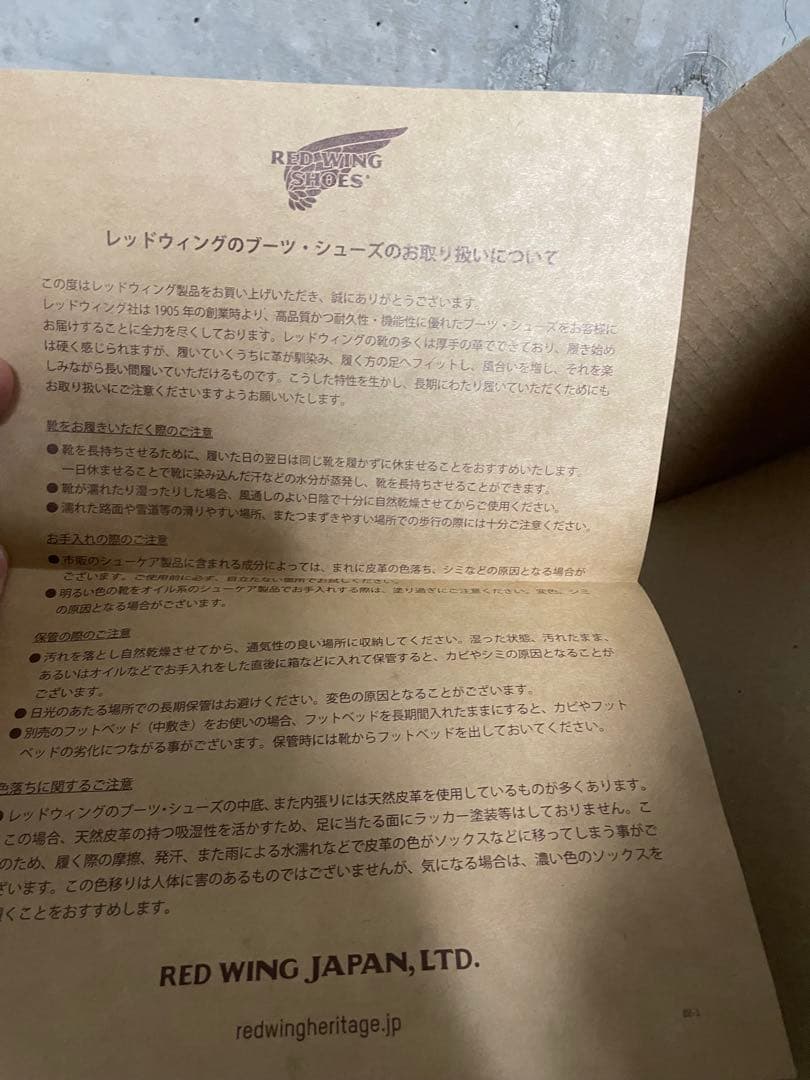 RED WING
SHOES
レッドウィングのブーツ・シューズのお取り扱いについて
この度はレッドウィング製品をお買い上げいただき、誠にありがとうございます。
レッドウィング社は1905年の創業時より、高品質かつ耐久性・機能性に優れたブーツ・シューズをお客様に
お届けすることに全力を尽くしております。レッドウィングの靴の多くは厚手の革でできており、履き始め
は硬く感じられますが、履いていくうちに革が馴染み、履く方の足へフィットし、風合いを増し、それを楽
しみながら長い間履いていただけるものです。こうした特性を生かし、長期にわたり履いていただくためにも
お取り扱いにご注意くださいますようお願いいたします。
靴をお履きいただく際のご注意
● 靴を長持ちさせるために、履いた日の翌日は同じ靴を履かずに休ませることをおすすめいたします。
一日休ませることで靴に染み込んだ汗などの水分が蒸発し、靴を長持ちさせることができます。
● 靴が濡れたり湿ったりした場合、風通しのよい日陰で十分に自然乾燥させてからご使用ください。
● 濡れた路面や雪道等の滑りやすい場所、またつまずきやすい場所での歩行の際には十分ご注意ください。
お手入れの際のご注意
● 市販のシューケア製品に含まれる成分によっては、まれに皮革の色落ち、シミなどの原因となる場合が
ございます。ご使用前に必ず、目立たない箇所でお試しください。
● 明るい色の靴をオイル系のシューケア製品でお手入れする際は、塗り過ぎにご注意ください。変色、シミ
の原因となる場合がございます。
保管の際のご注意
● 汚れを落とし自然乾燥させてから、通気性の良い場所に収納してください。湿った状態、汚れたまま、
あるいはオイルなどでお手入れをした直後に箱などに入れて保管すると、カビやシミの原因となることが
ございます。
● 日光のあたる場所での長期保管はお避けください。変色の原因となることがございます。
● 別売のフットベッド（中敷き）をお使いの場合、フットベッドを長期間入れたままにすると、カビやフット
ベッドの劣化につながる事がございます。保管時には靴からフットベッドを出しておいてください。
色落ちに関するご注意
● レッドウィングのブーツ・シューズの中底、また内張りには天然皮革を使用しているものが多くあります。
この場合、天然皮革の持つ吸湿性を活かすため、足に当たる面にラッカー塗装等はしておりません。こ
のため、履く際の摩擦、発汗、また雨による水濡れなどで皮革の色がソックスなどに移ってしまう事がご
ざいます。この色移りは人体に害のあるものではございませんが、気になる場合は、濃い色のソックスを
履くことをおすすめします。
RED WING JAPAN, LTD.
redwingheritage.jp